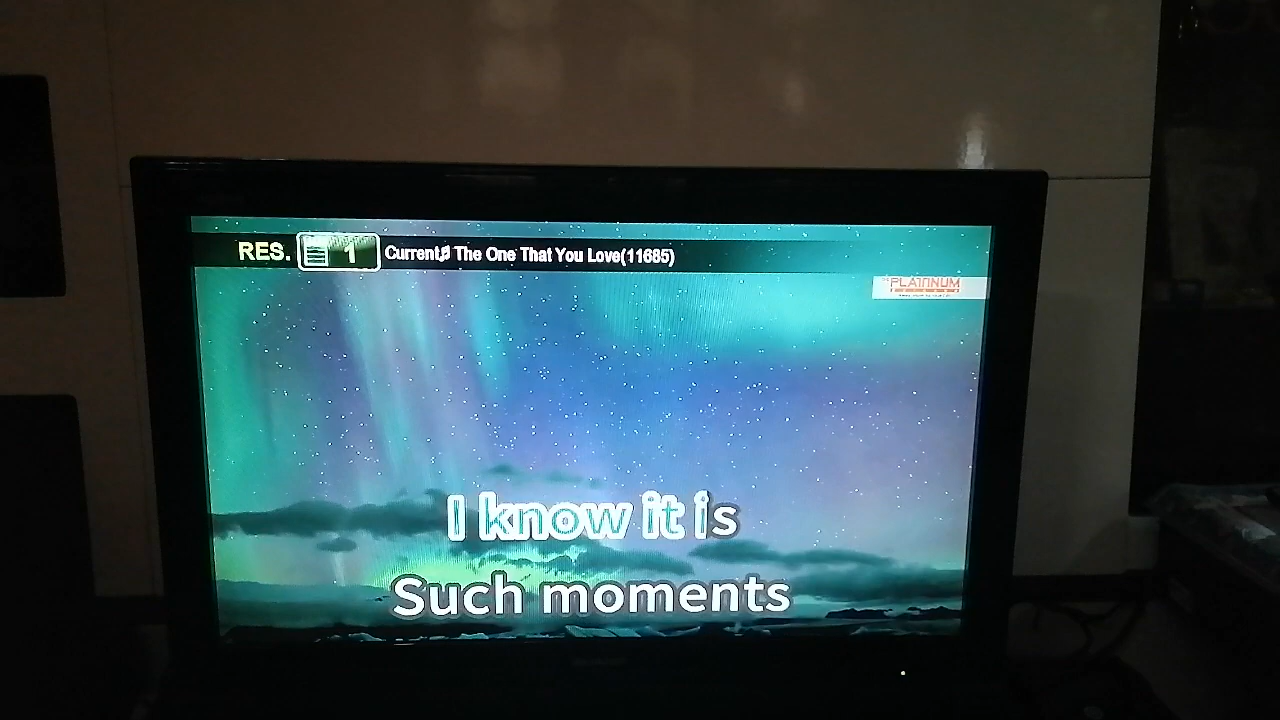 RES. 1 Current♫ The One That You Love(11685)
PLATINUM
I know it is
Such moments